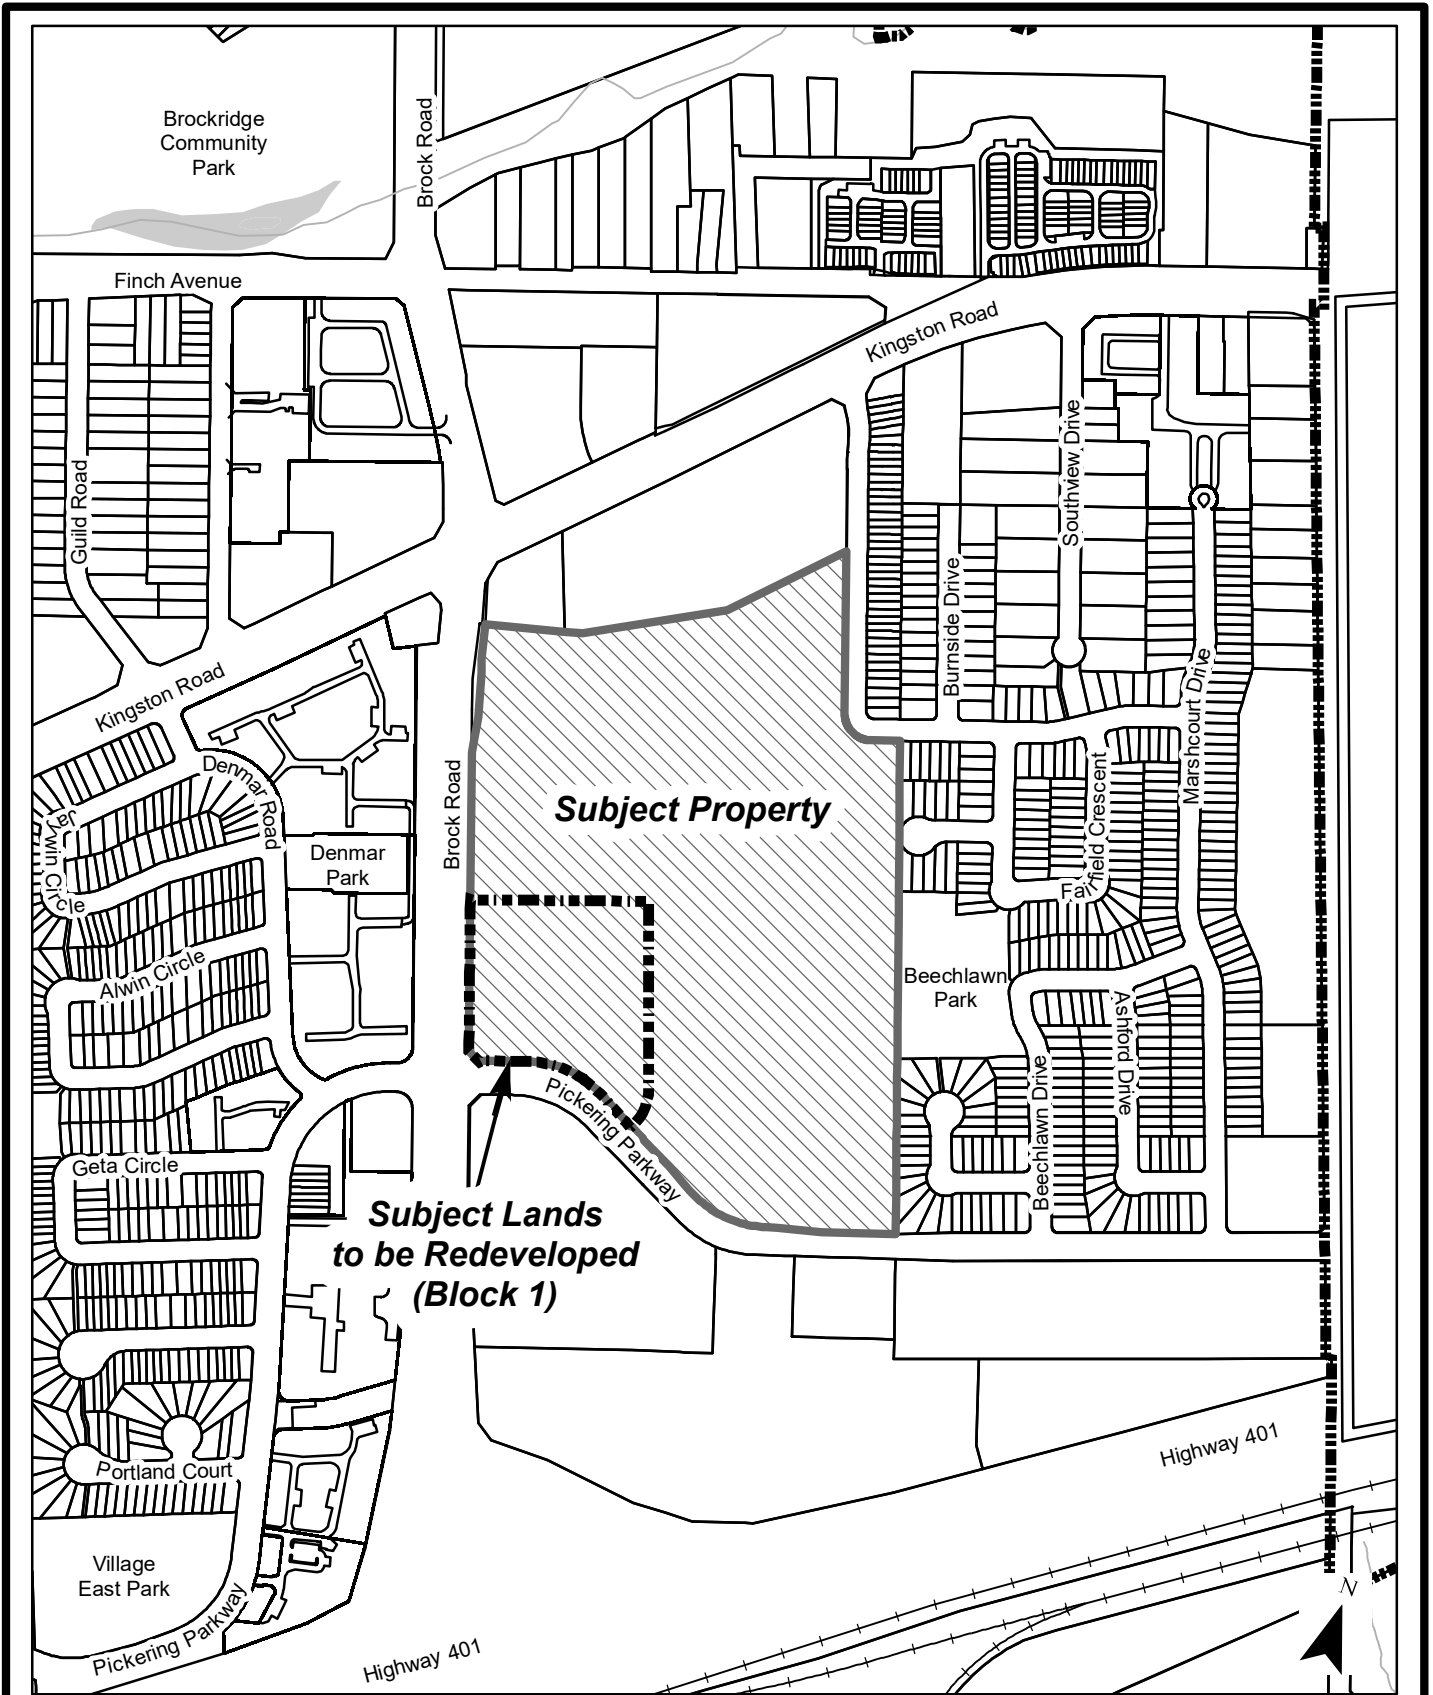 Brockridge
Community
Park
Brock Road
Finch Avenue
Kingston Road
Guild Road
Southview Drive
Burnside Drive
Kingston Road
Marshcourt Drive
Denmar Road
Brock Road
Subject Property
Fairfield Crescent
Jaywin Circle
Denmar
Park
Alwin Circle
Beechlawn
Park
Ashford Drive
Beechlawn Drive
Pickering Parkway
Geta Circle
Subject Lands
to be Redeveloped
(Block 1)
Portland Court
Highway 401
Village
East Park
Pickering Parkway
Highway 401
N